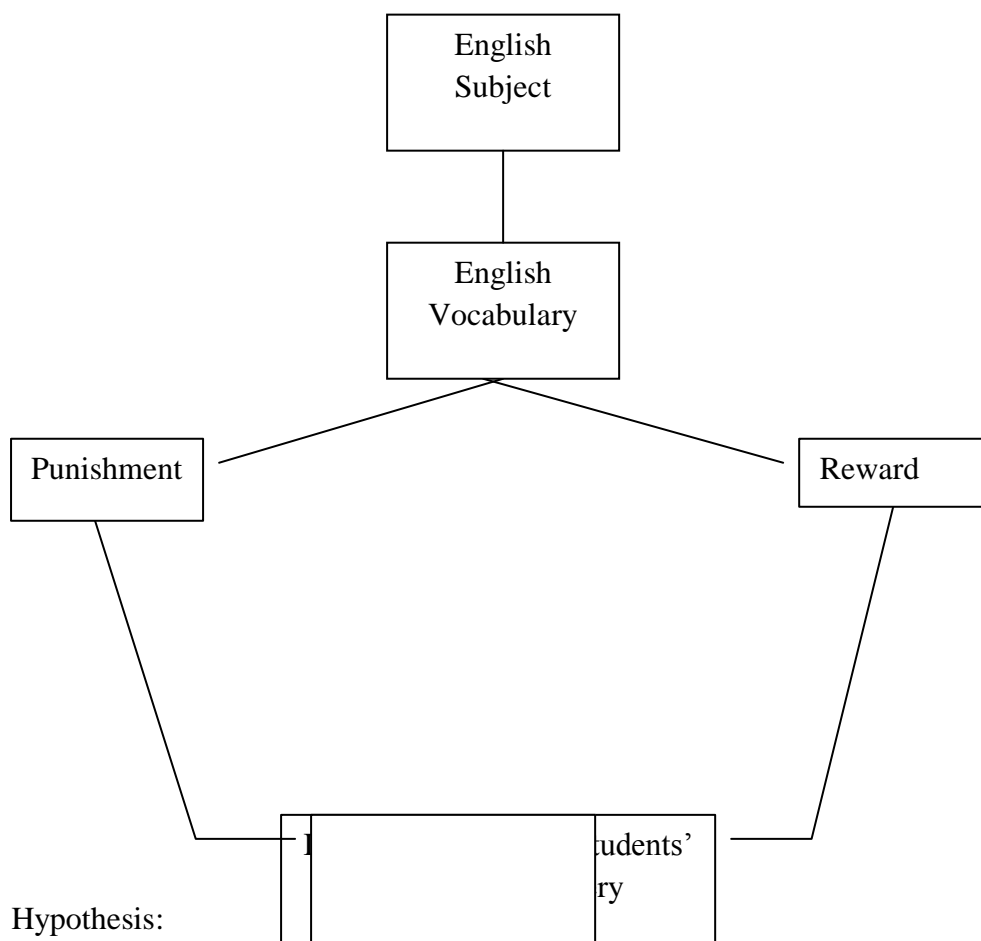 English
Subject
English
Vocabulary
Punishment
Reward
tudents’
ry
Hypothesis: